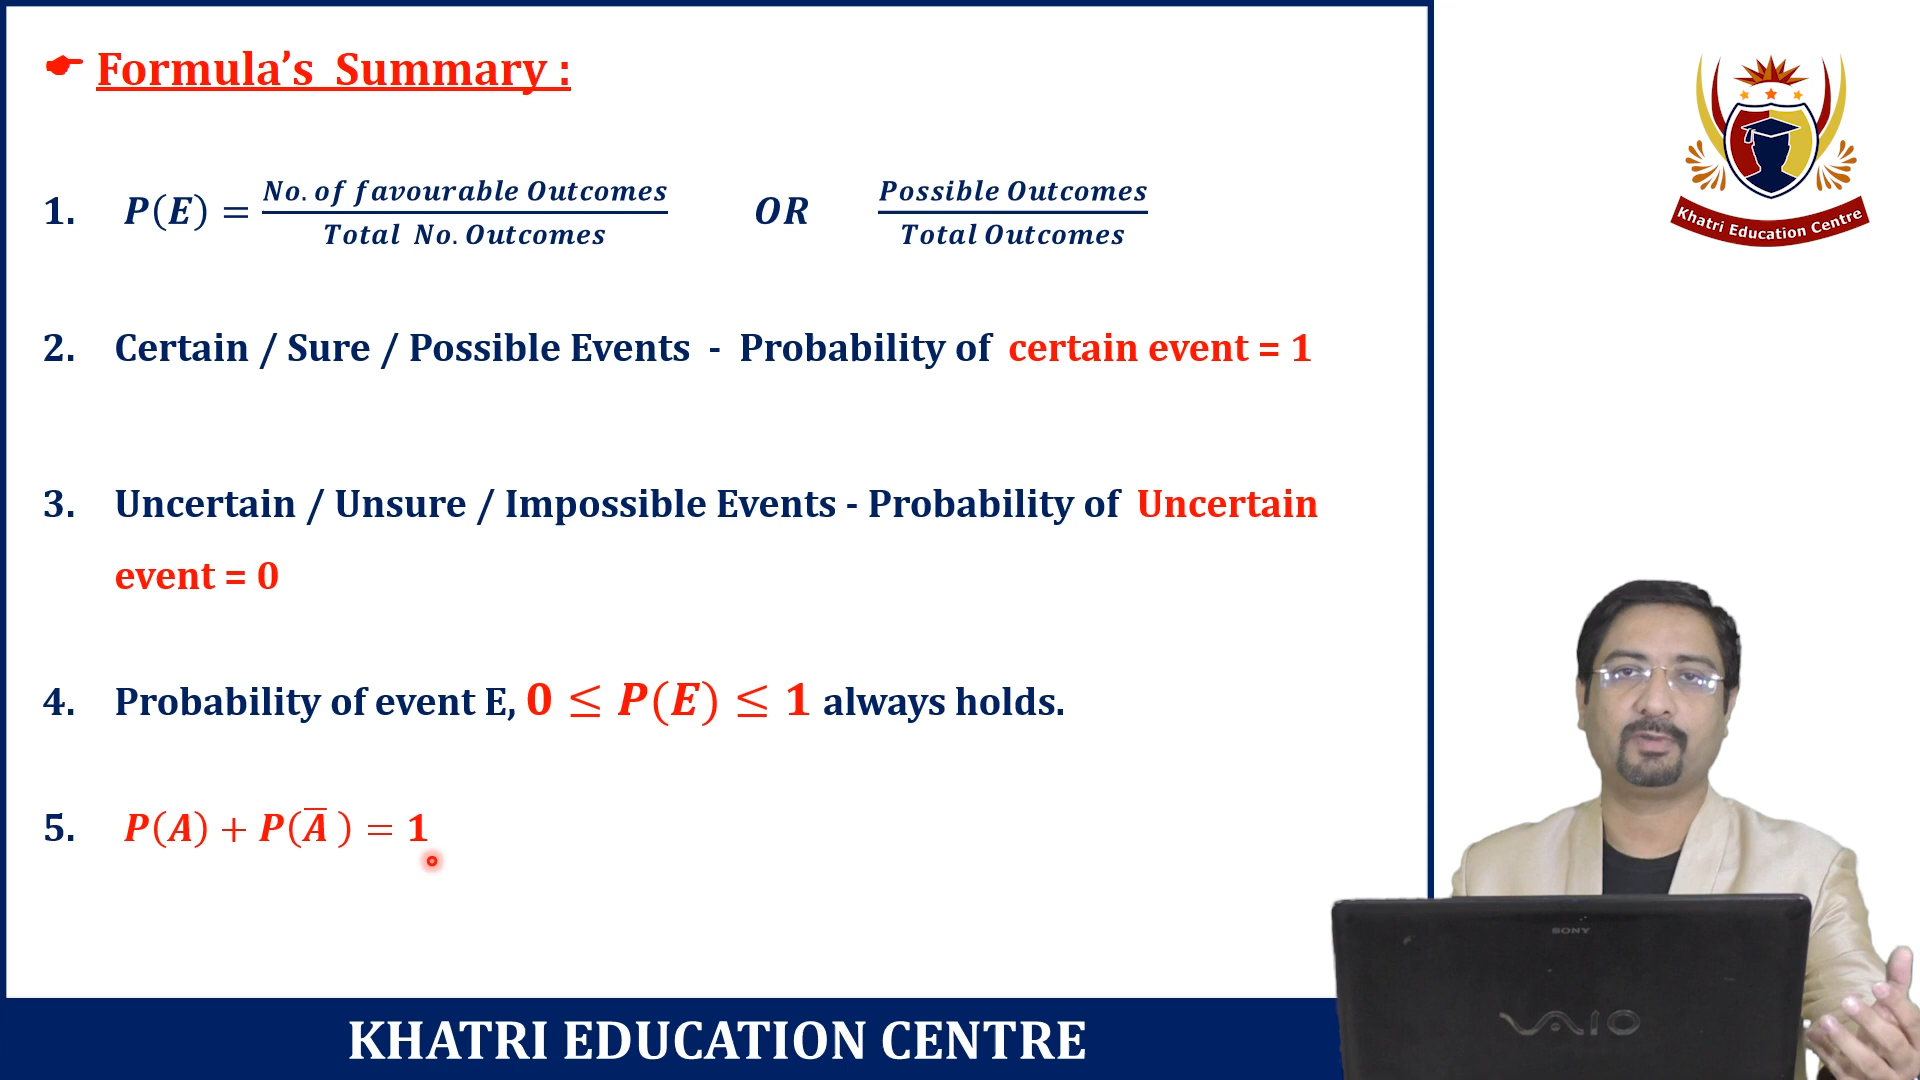 Formula’s Summary :
1. P(E) = No. of favourable Outcomes / Total No. Outcomes OR Possible Outcomes / Total Outcomes
2. Certain / Sure / Possible Events - Probability of certain event = 1
3. Uncertain / Unsure / Impossible Events - Probability of Uncertain
event = 0
4. Probability of event E, 0 ≤ P(E) ≤ 1 always holds.
5. P(A) + P(A̅) = 1
KHATRI EDUCATION CENTRE
Khatri Education Centre
SONY
VAIO